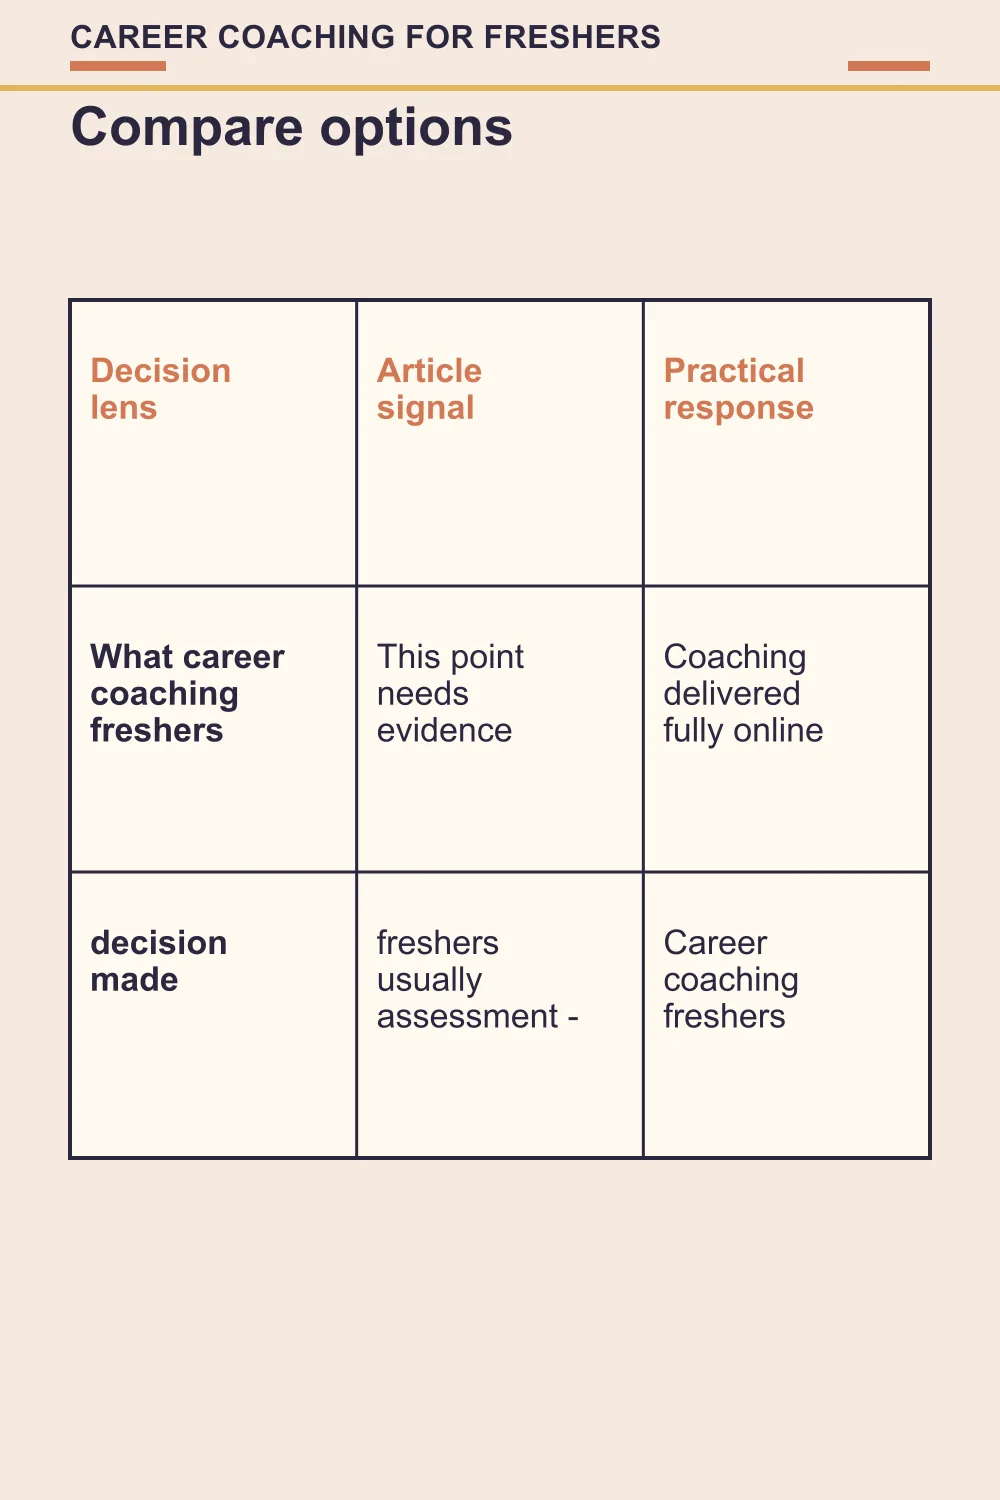 CAREER COACHING FOR FRESHERS
Compare options
Decision
lens
Article
signal
Practical
response
What career
coaching
freshers
This point
needs
evidence
Coaching
delivered
fully online
decision
made
freshers
usually
assessment -
Career
coaching
freshers